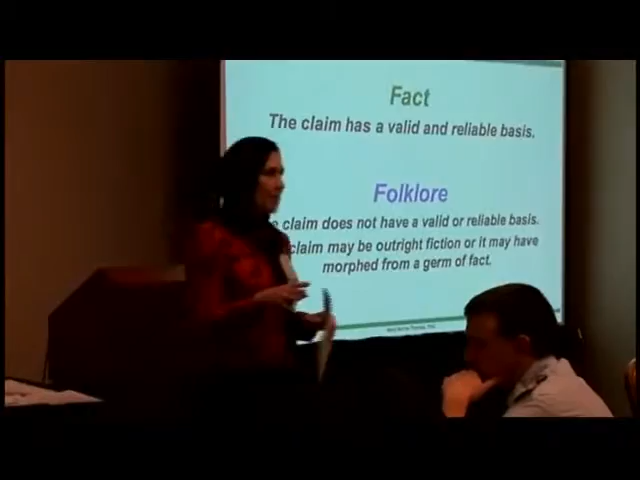 Fact
The claim has a valid and reliable basis.
Folklore
claim does not have a valid or reliable basis.
claim may be outright fiction or it may have
morphed from a germ of fact.